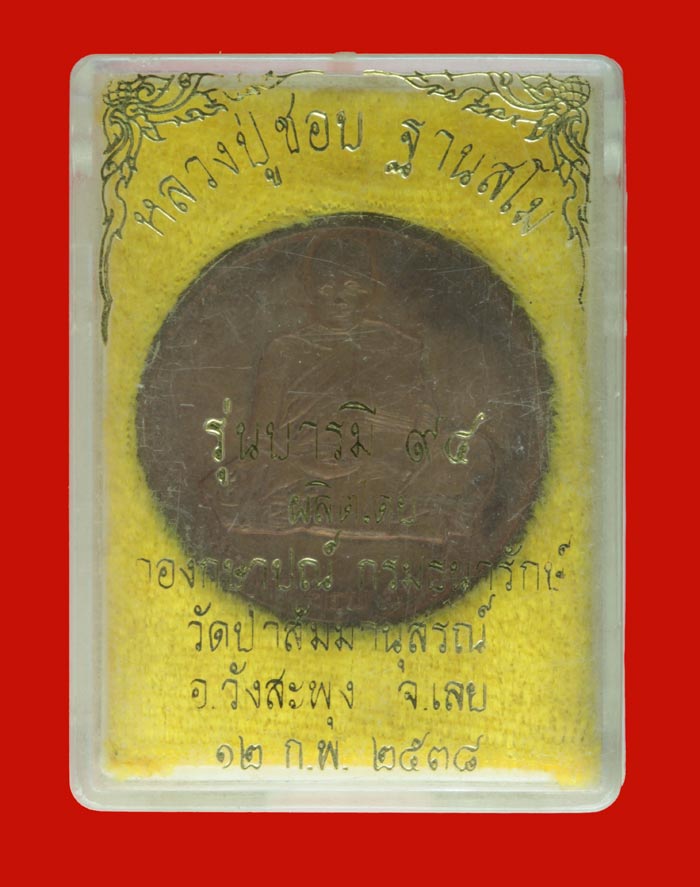 หลวงปู่ชอบ ฐานสโม
รุ่นบารมี ๙๔
ผลิตโดย
กองกษาปณ์ กรมธนารักษ์
วัดป่าสัมมานุสรณ์
อ.วังสะพุง จ.เลย
๑๒ ก.พ. ๒๕๓๘